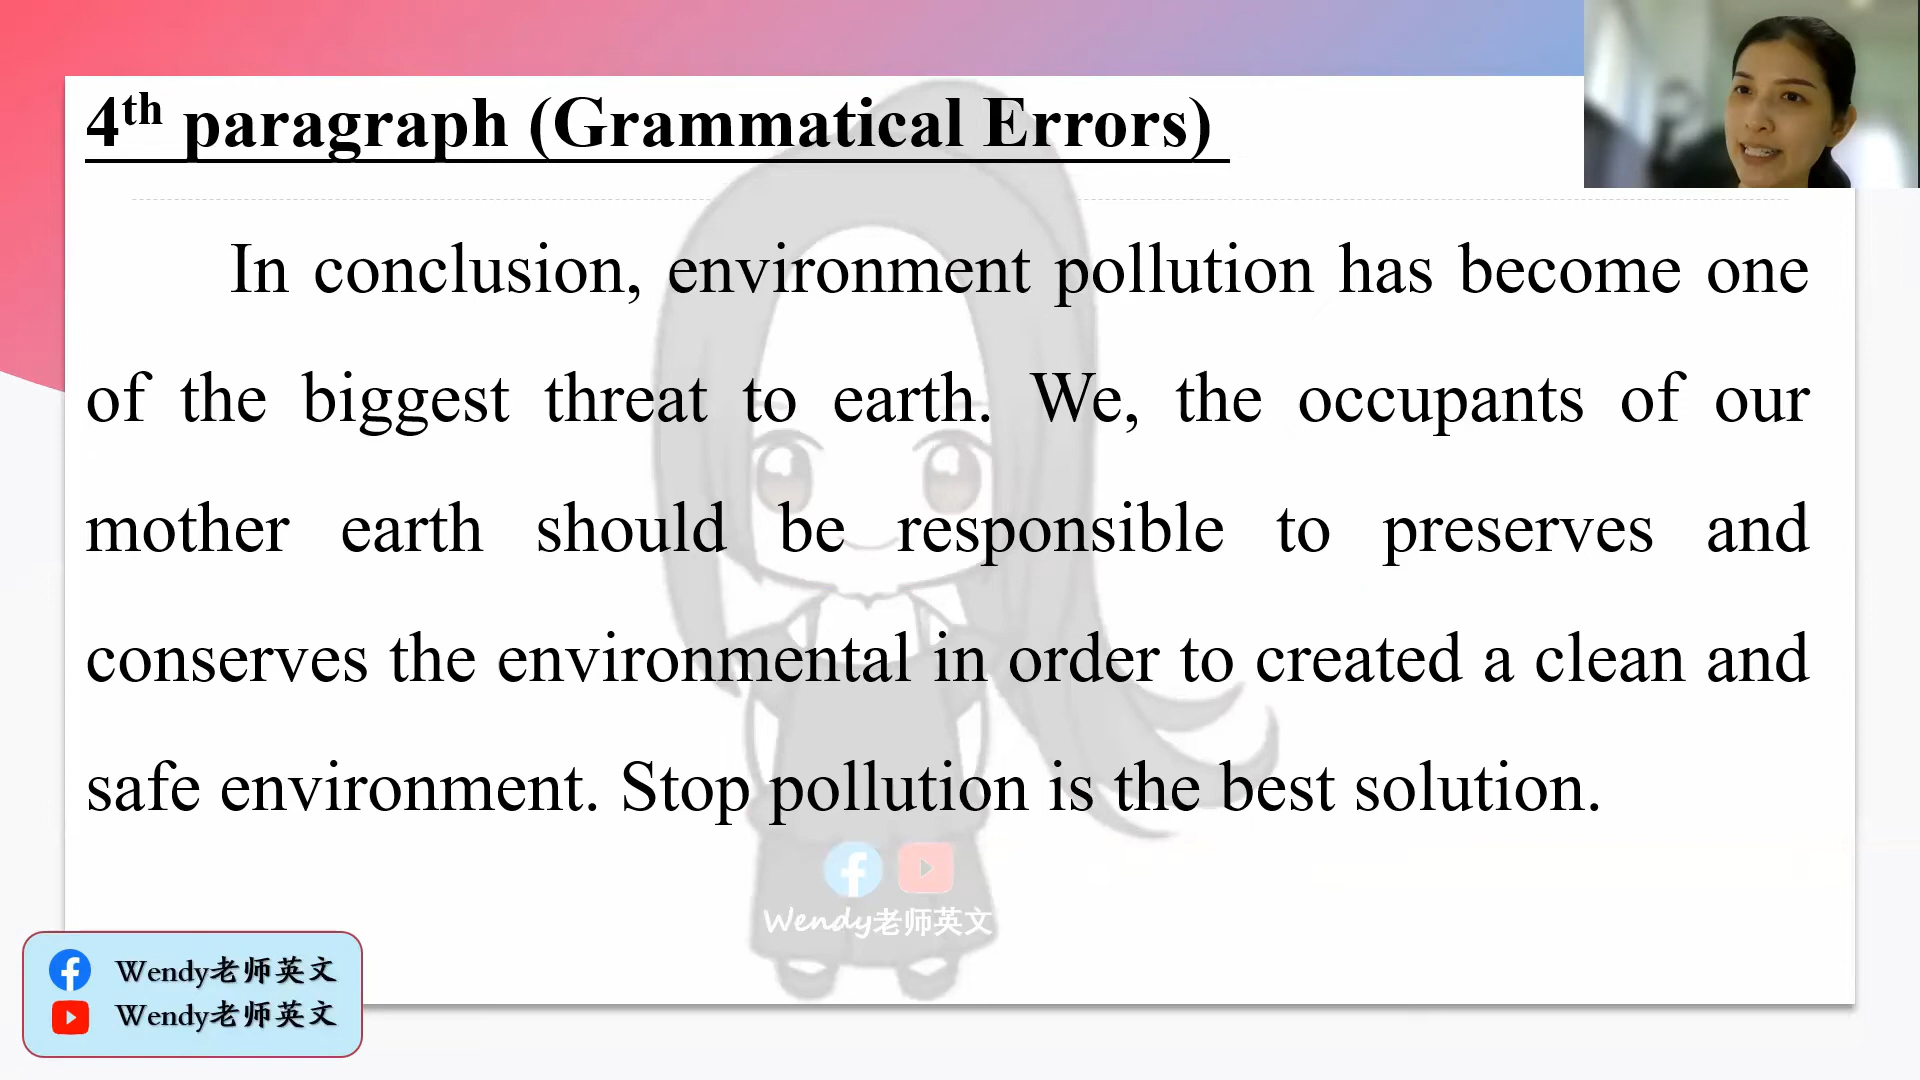 4th paragraph (Grammatical Errors)
In conclusion, environment pollution has become one
of the biggest threat to earth. We, the occupants of our
mother earth should be responsible to preserves and
conserves the environmental in order to created a clean and
safe environment. Stop pollution is the best solution.
Wendy老师英文
Wendy老师英文
Wendy老师英文